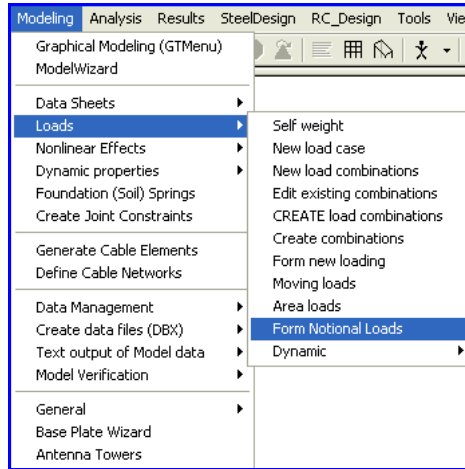 Modeling Analysis Results SteelDesign RC_Design Tools
Graphical Modeling (GTMenu)
ModelWizard
Data Sheets
Loads
Nonlinear Effects
Dynamic properties
Foundation (Soil) Springs
Create Joint Constraints
Generate Cable Elements
Define Cable Networks
Data Management
Create data files (DBX)
Text output of Model data
Model Verification
General
Base Plate Wizard
Antenna Towers
Self weight
New load case
New load combinations
Edit existing combinations
CREATE load combinations
Create combinations
Form new loading
Moving loads
Area loads
Form Notional Loads
Dynamic